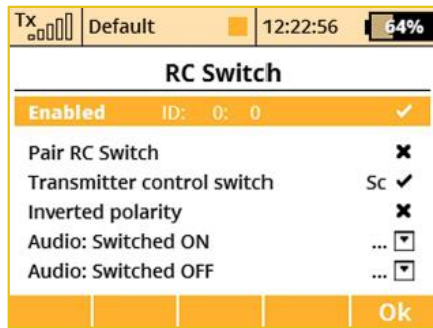 Tx Default 12:22:56 64%
RC Switch
Enabled ID: 0: 0
Pair RC Switch
Transmitter control switch Sc
Inverted polarity
Audio: Switched ON ...
Audio: Switched OFF ...
Ok